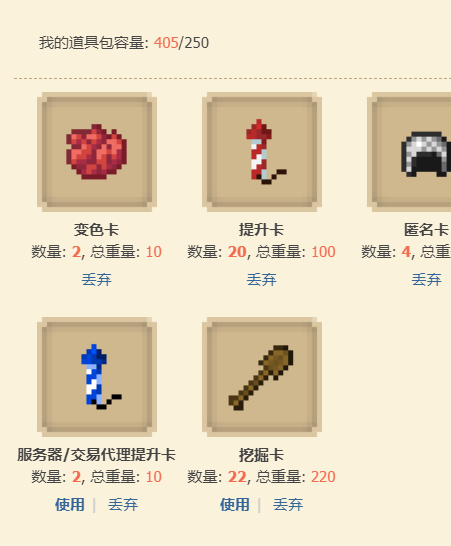 我的道具包容量: 405/250
变色卡
数量: 2, 总重量: 10
丢弃
提升卡
数量: 20, 总重量: 100
丢弃
匿名卡
数量: 4, 总重
丢弃
服务器/交易代理提升卡
数量: 2, 总重量: 10
使用 | 丢弃
挖掘卡
数量: 22, 总重量: 220
使用 | 丢弃